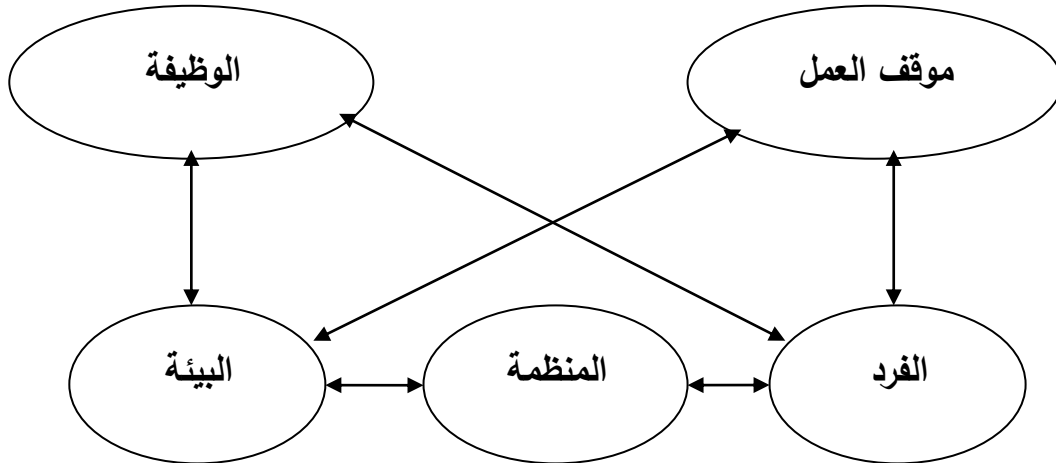 موقف العمل
الوظيفة
الفرد
المنظمة
البيئة